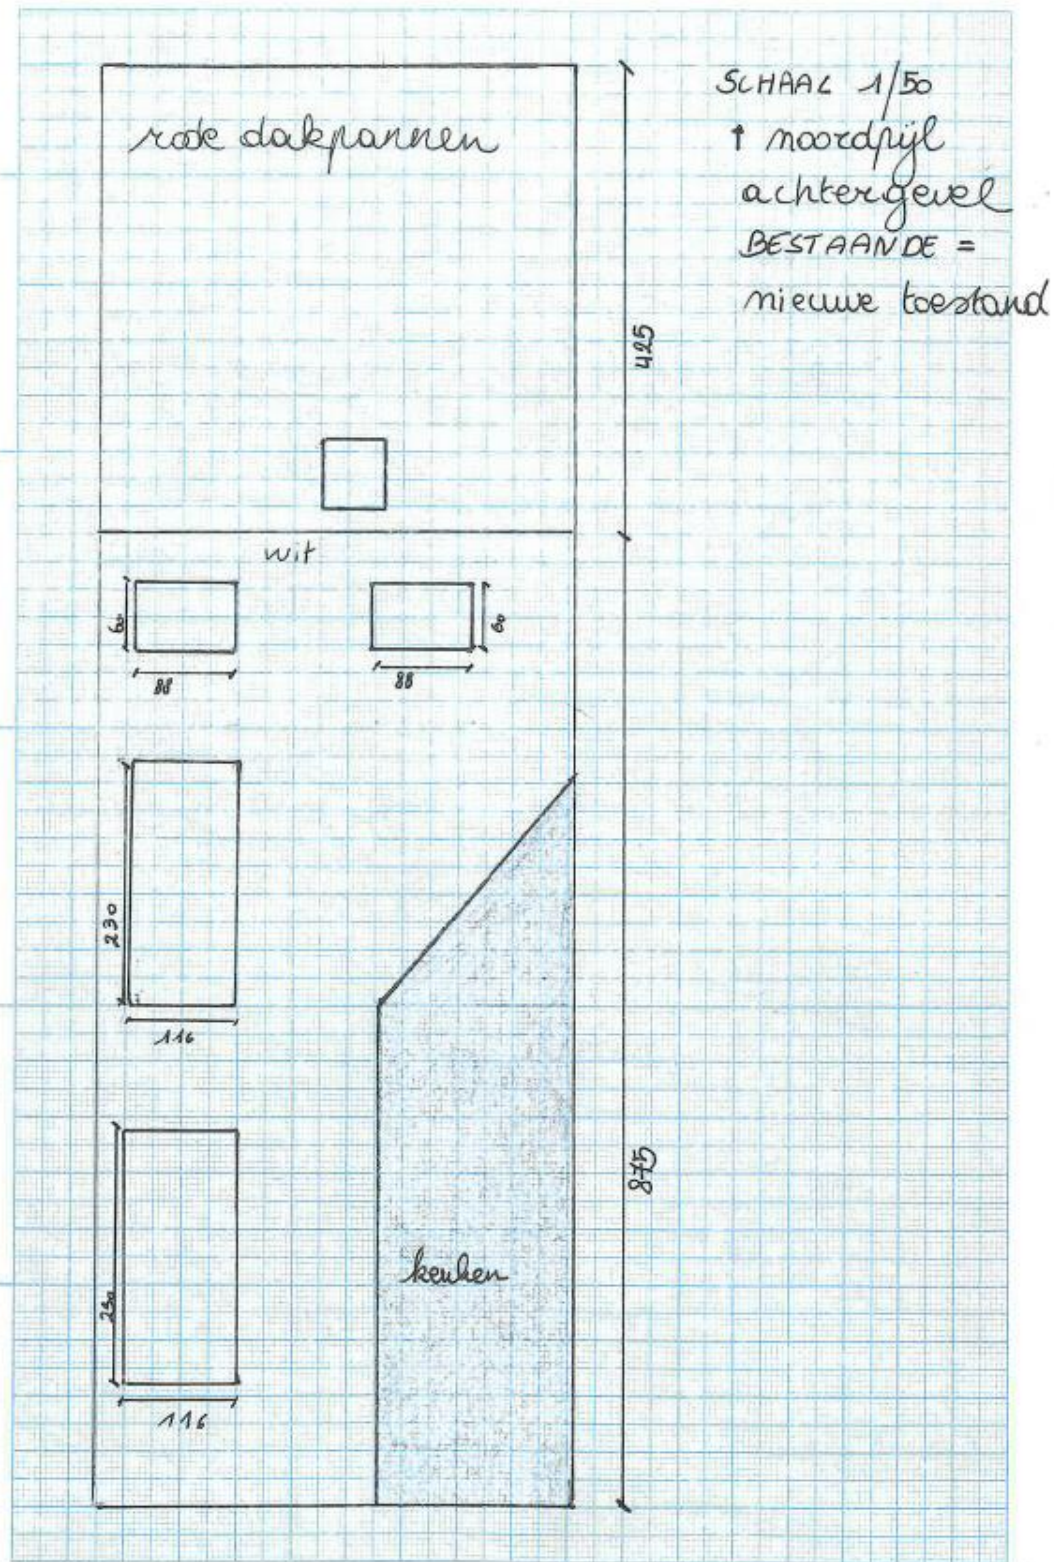 SCHAAL 1/50
↑ noordpijl
achtergevel
BESTAANDE =
nieuwe toestand
rode dakpannen
425
wit
60
60
88
88
230
116
875
keuken
230
116